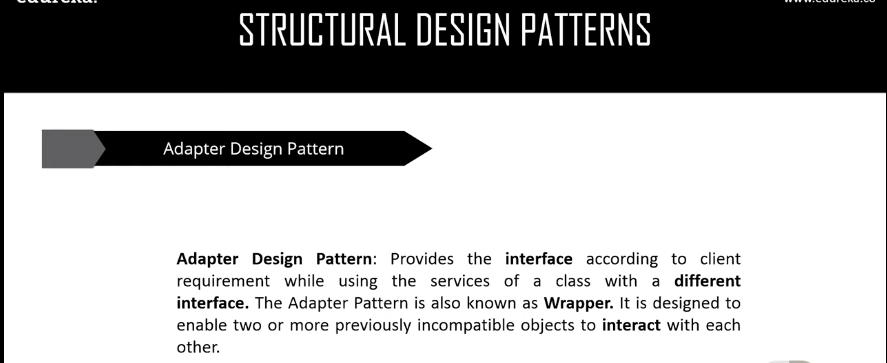 STRUCTURAL DESIGN PATTERNS
Adapter Design Pattern
Adapter Design Pattern: Provides the interface according to client
requirement while using the services of a class with a different
interface. The Adapter Pattern is also known as Wrapper. It is designed to
enable two or more previously incompatible objects to interact with each
other.